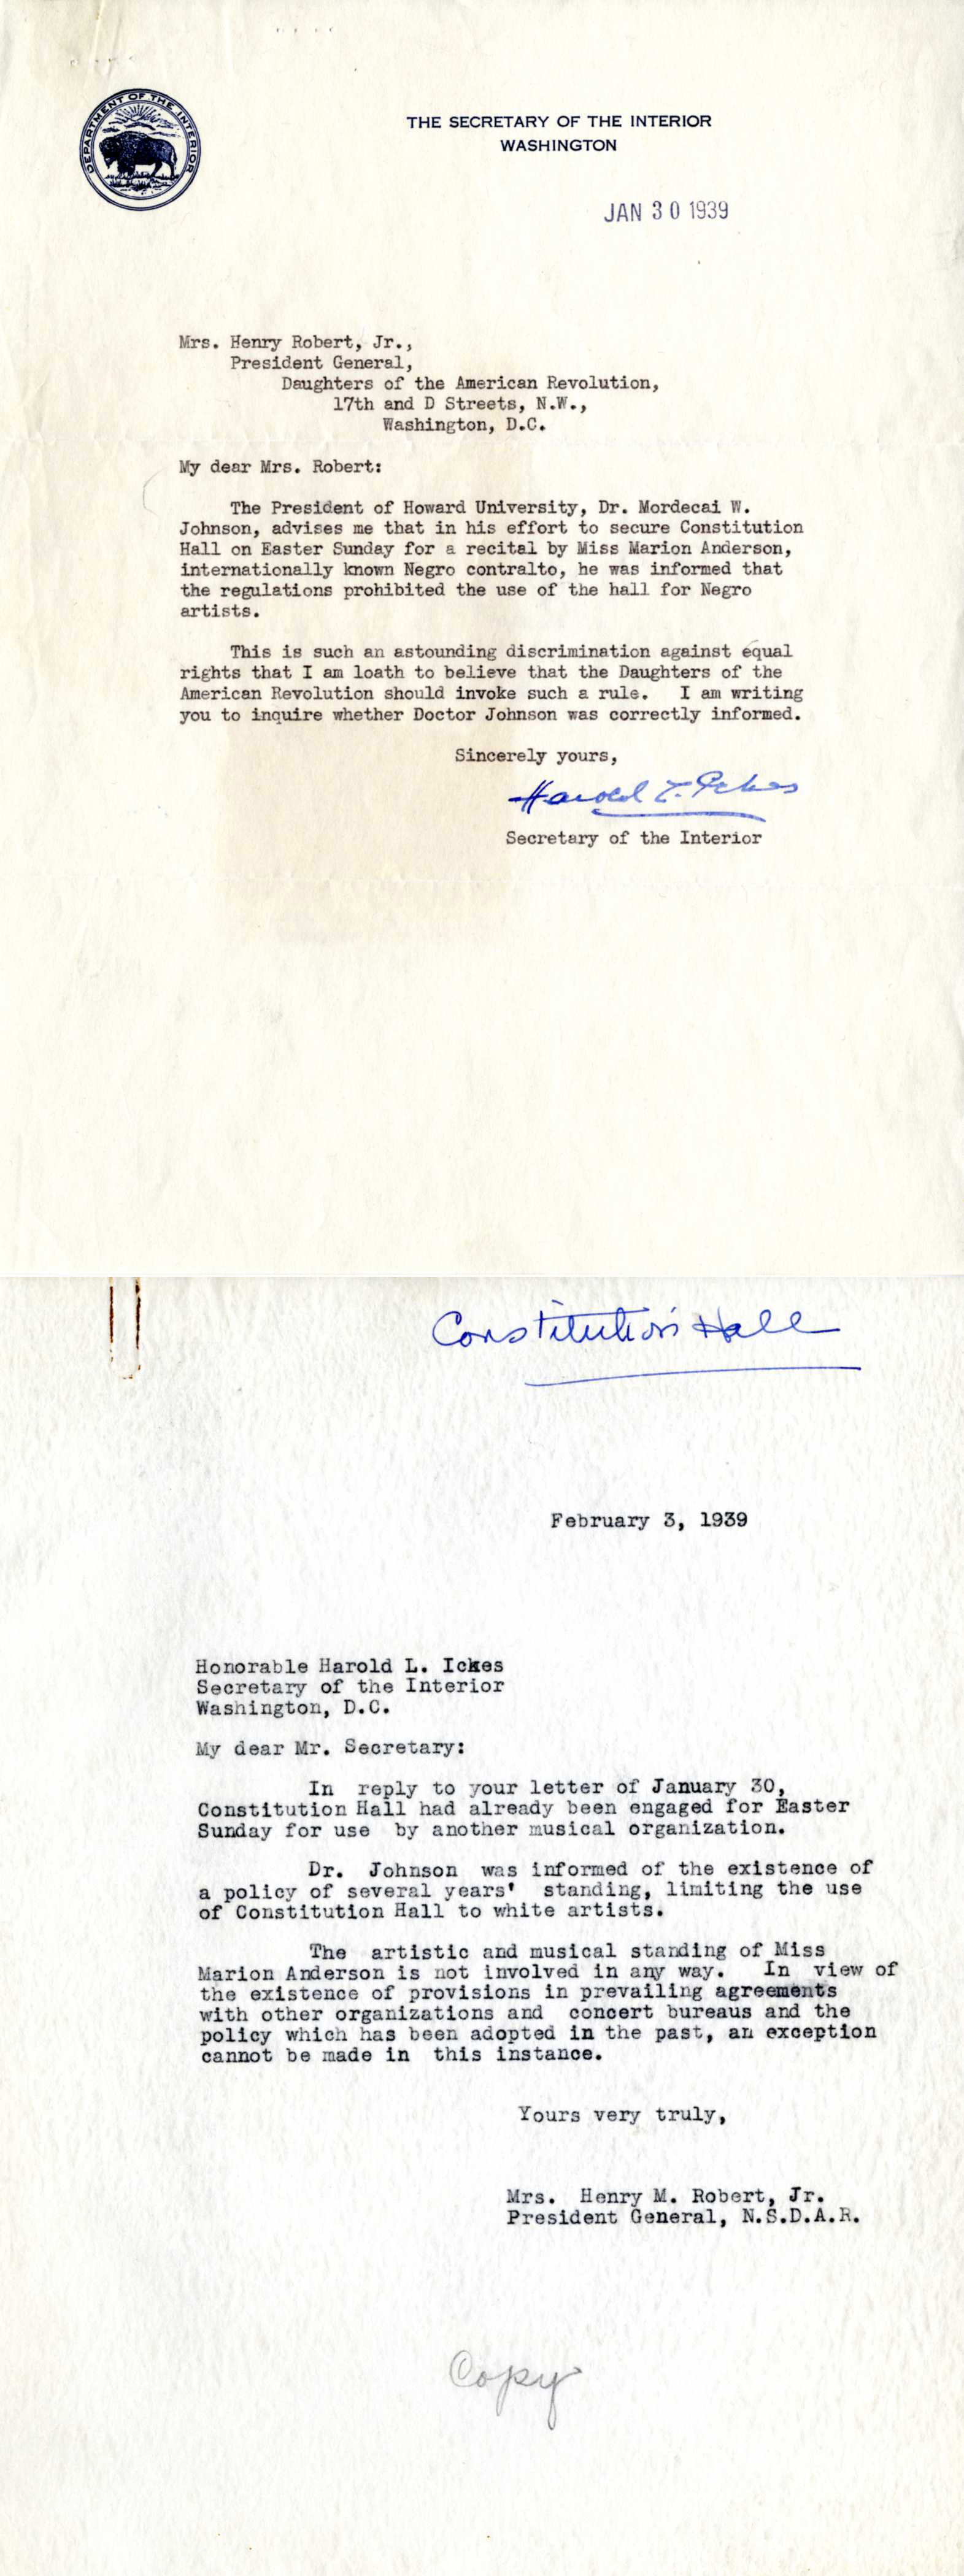 DEPARTMENT OF THE INTERIOR
THE SECRETARY OF THE INTERIOR
WASHINGTON
JAN 30 1939
Mrs. Henry Robert, Jr.,
President General,
Daughters of the American Revolution,
17th and D Streets, N.W.,
Washington, D.C.
My dear Mrs. Robert:
The President of Howard University, Dr. Mordecai W.
Johnson, advises me that in his effort to secure Constitution
Hall on Easter Sunday for a recital by Miss Marion Anderson,
internationally known Negro contralto, he was informed that
the regulations prohibited the use of the hall for Negro
artists.
This is such an astounding discrimination against equal
rights that I am loath to believe that the Daughters of the
American Revolution should invoke such a rule. I am writing
you to inquire whether Doctor Johnson was correctly informed.
Sincerely yours,
Harold L. Ickes
Secretary of the Interior
Constitution Hall
February 3, 1939
Honorable Harold L. Ickes
Secretary of the Interior
Washington, D.C.
My dear Mr. Secretary:
In reply to your letter of January 30,
Constitution Hall had already been engaged for Easter
Sunday for use by another musical organization.
Dr. Johnson was informed of the existence of
a policy of several years' standing, limiting the use
of Constitution Hall to white artists.
The artistic and musical standing of Miss
Marion Anderson is not involved in any way. In view of
the existence of provisions in prevailing agreements
with other organizations and concert bureaus and the
policy which has been adopted in the past, an exception
cannot be made in this instance.
Yours very truly,
Mrs. Henry M. Robert, Jr.
President General, N.S.D.A.R.
Copy